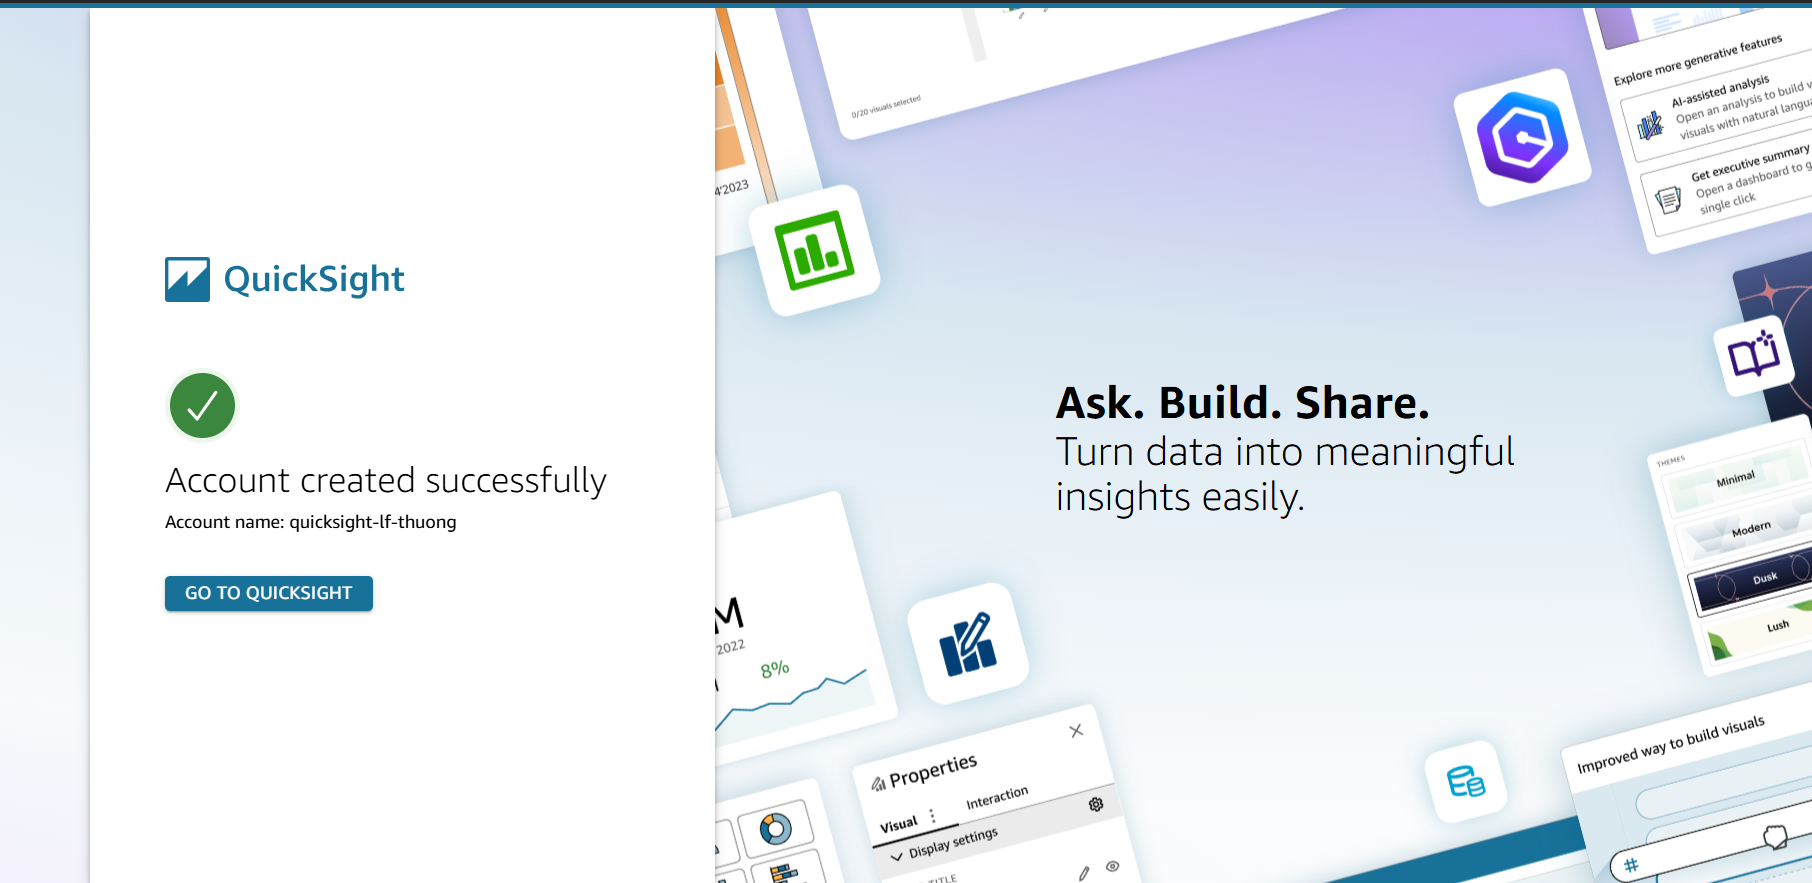 QuickSight
Account created successfully
Account name: quicksight-lf-thuong
GO TO QUICKSIGHT
0/20 visuals selected
4'2023
Explore more generative features
AI-assisted analysis
Open an analysis to build
visuals with natural
Get executive summary
Open a dashboard to
single click
Ask. Build. Share.
Turn data into meaningful
insights easily.
THEMES
Minimal
Modern
Dusk
Lush
M
2022
8%
Properties
Visual
Interaction
Display settings
TITLE
Improved way to build visuals
#